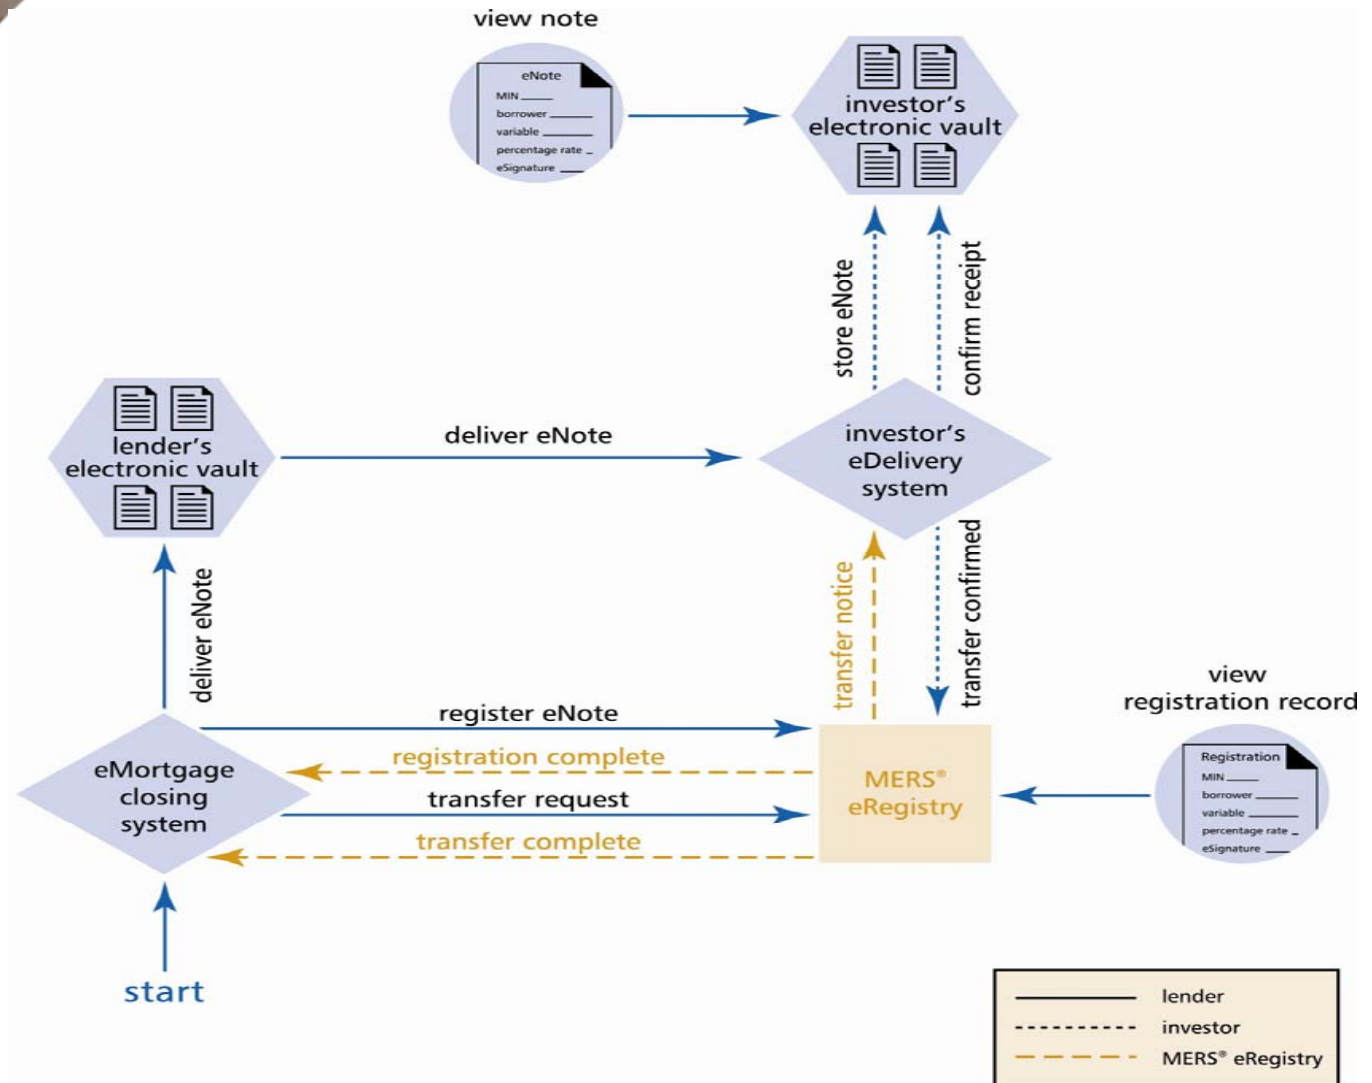 view note
eNote
MIN
borrower
variable
percentage rate
eSignature
investor's
electronic vault
store eNote
confirm receipt
lender's
electronic vault
deliver eNote
investor's
eDelivery
system
deliver eNote
transfer notice
transfer confirmed
view
registration record
register eNote
registration complete
transfer request
transfer complete
eMortgage
closing
system
MERS®
eRegistry
Registration
MIN
borrower
variable
percentage rate
eSignature
start
lender
investor
MERS® eRegistry